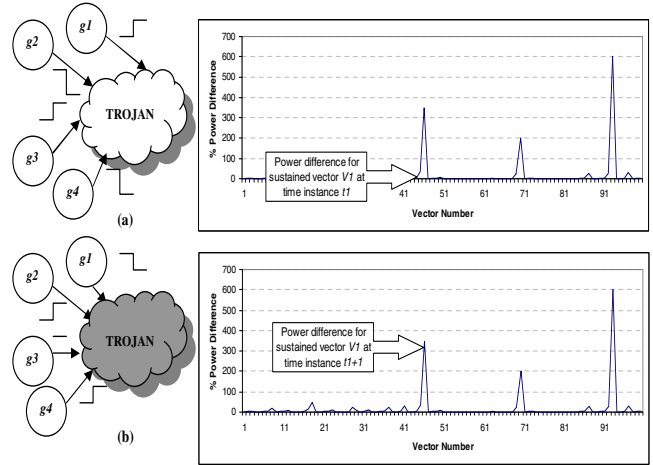 g1
g2
TROJAN
g3
g4
(a)
700
600
500
400
300
200
100
0
% Power Difference
Power difference for
sustained vector V1 at
time instance t1
1
41
51
61
71
81
91
Vector Number
g1
g2
TROJAN
g3
g4
(b)
700
600
500
400
300
200
100
0
% Power Difference
Power difference for
sustained vector V1 at
time instance t1+1
1
11
21
31
41
51
61
71
81
91
Vector Number